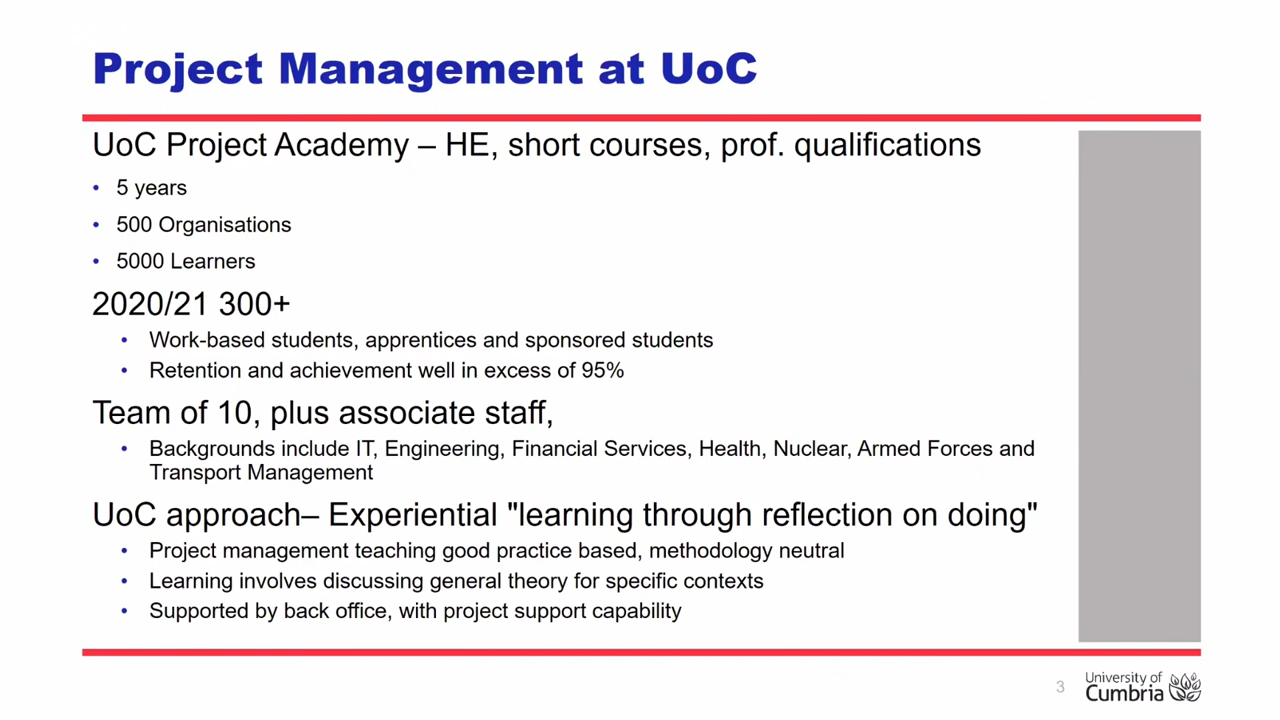 Project Management at UoC
UoC Project Academy – HE, short courses, prof. qualifications
• 5 years
• 500 Organisations
• 5000 Learners
2020/21 300+
• Work-based students, apprentices and sponsored students
• Retention and achievement well in excess of 95%
Team of 10, plus associate staff,
• Backgrounds include IT, Engineering, Financial Services, Health, Nuclear, Armed Forces and
Transport Management
UoC approach– Experiential "learning through reflection on doing"
• Project management teaching good practice based, methodology neutral
• Learning involves discussing general theory for specific contexts
• Supported by back office, with project support capability
3
University of
Cumbria